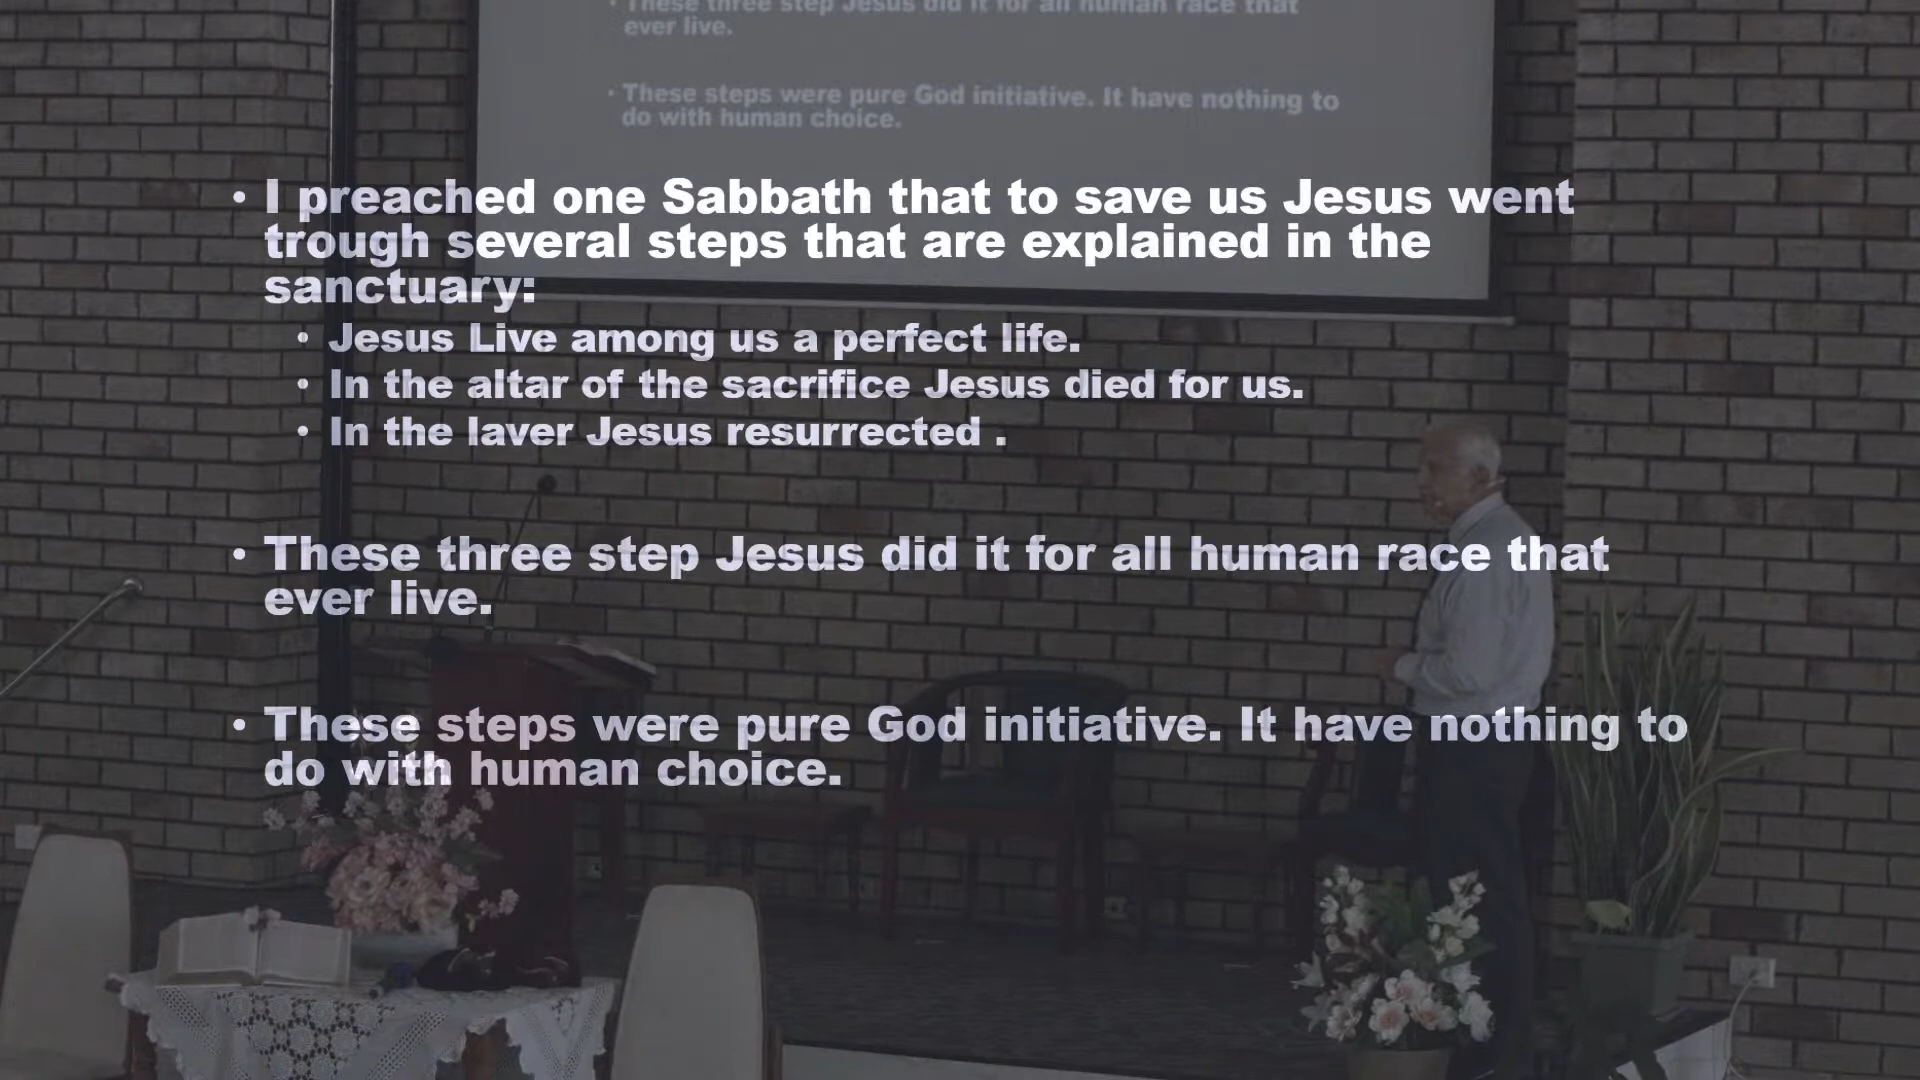 • These three step Jesus did it for all human race that
ever live.
• These steps were pure God initiative. It have nothing to
do with human choice.
• I preached one Sabbath that to save us Jesus went
trough several steps that are explained in the
sanctuary:
• Jesus Live among us a perfect life.
• In the altar of the sacrifice Jesus died for us.
• In the laver Jesus resurrected .
• These three step Jesus did it for all human race that
ever live.
• These steps were pure God initiative. It have nothing to
do with human choice.